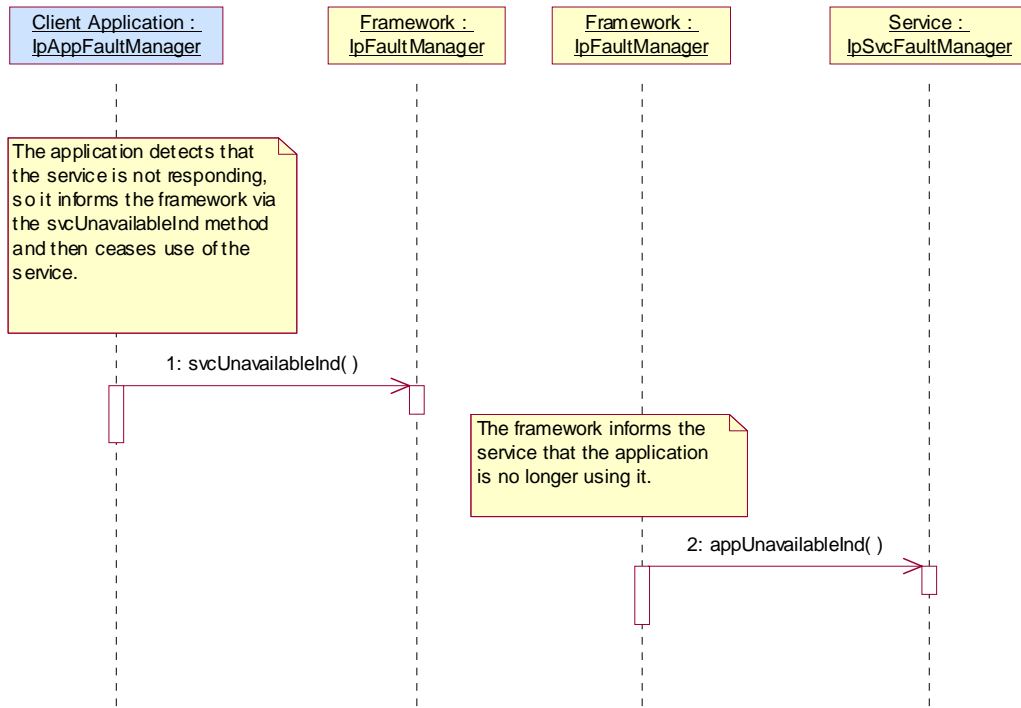 Client Application :
IpAppFaultManager
Framework :
IpFaultManager
Framework :
IpFaultManager
Service :
IpSvcFaultManager
The application detects that
the service is not responding,
so it informs the framework via
the svcUnavailableInd method
and then ceases use of the
service.
1: svcUnavailableInd( )
The framework informs the
service that the application
is no longer using it.
2: appUnavailableInd( )